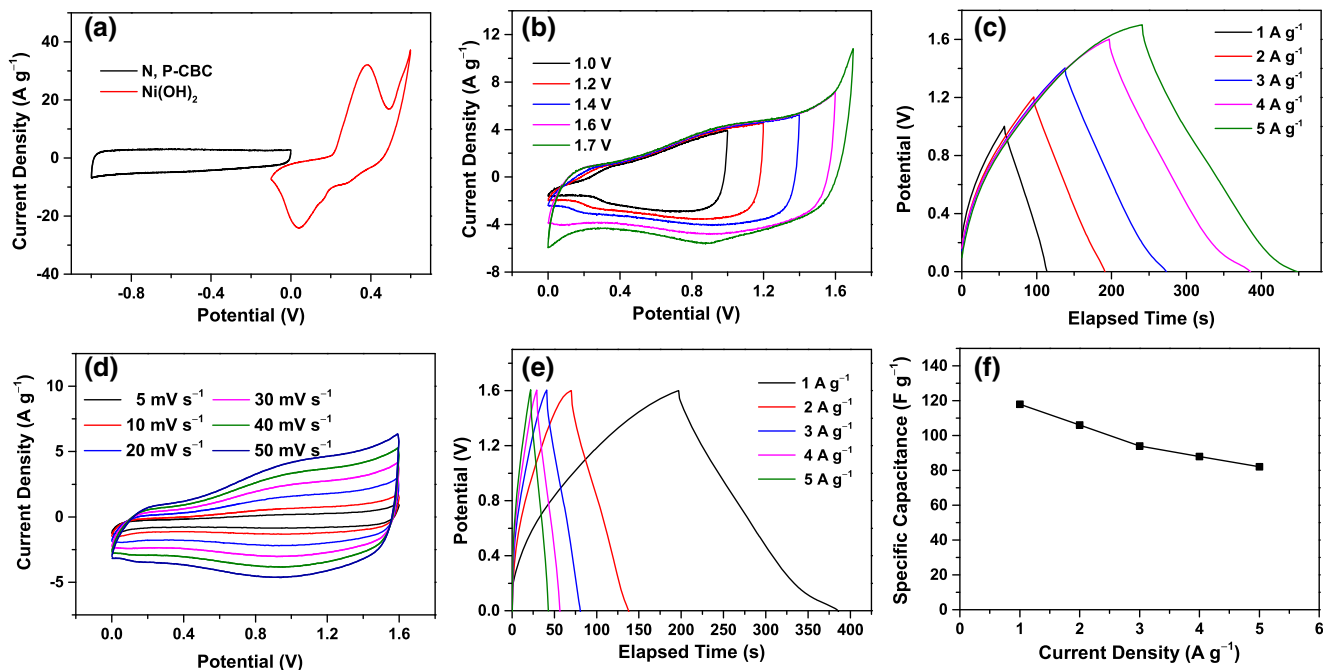 (a)
N, P-CBC
Ni(OH)₂
Current Density (A g⁻¹)
40
20
0
-20
-40
-0.8
-0.4
0.0
0.4
Potential (V)
(b)
1.0 V
1.2 V
1.4 V
1.6 V
1.7 V
Current Density (A g⁻¹)
12
8
4
0
-4
-8
0.0
0.4
0.8
1.2
1.6
Potential (V)
(c)
1 A g⁻¹
2 A g⁻¹
3 A g⁻¹
4 A g⁻¹
5 A g⁻¹
Potential (V)
1.6
1.2
0.8
0.4
0.0
0
100
200
300
400
Elapsed Time (s)
(d)
5 mV s⁻¹
10 mV s⁻¹
20 mV s⁻¹
30 mV s⁻¹
40 mV s⁻¹
50 mV s⁻¹
Current Density (A g⁻¹)
10
5
0
-5
0.0
0.4
0.8
1.2
1.6
Potential (V)
(e)
1 A g⁻¹
2 A g⁻¹
3 A g⁻¹
4 A g⁻¹
5 A g⁻¹
Potential (V)
1.6
1.2
0.8
0.4
0.0
0
50
100
150
200
250
300
350
400
Elapsed Time (s)
(f)
Specific Capacitance (F g⁻¹)
140
120
100
80
60
40
20
0
0
1
2
3
4
5
6
Current Density (A g⁻¹)